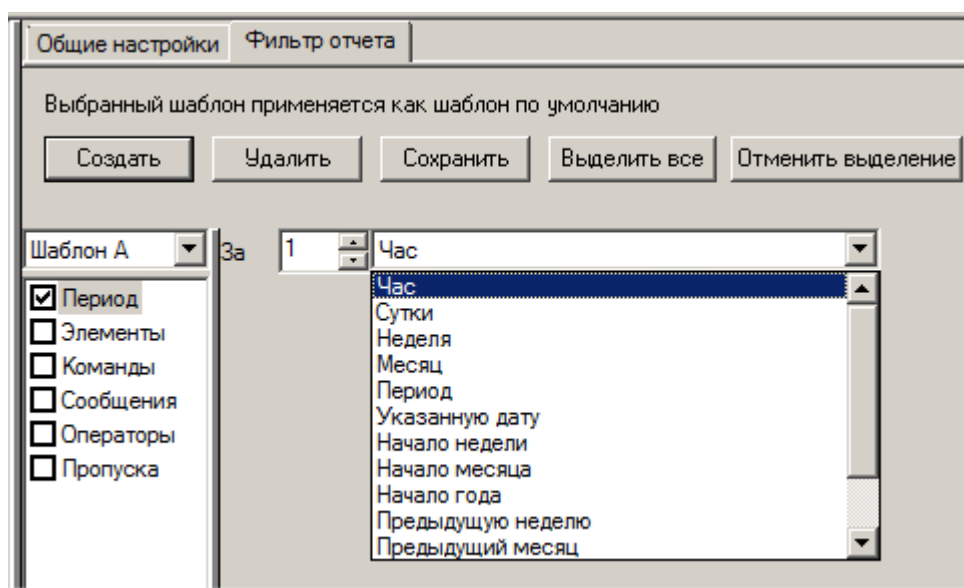 Общие настройки Фильтр отчета
Выбранный шаблон применяется как шаблон по умолчанию
Создать Удалить Сохранить Выделить все Отменить выделение
Шаблон А За 1 Час
Период
Элементы
Команды
Сообщения
Операторы
Пропуска
Час
Сутки
Неделя
Месяц
Период
Указанную дату
Начало недели
Начало месяца
Начало года
Предыдущую неделю
Предыдущий месяц